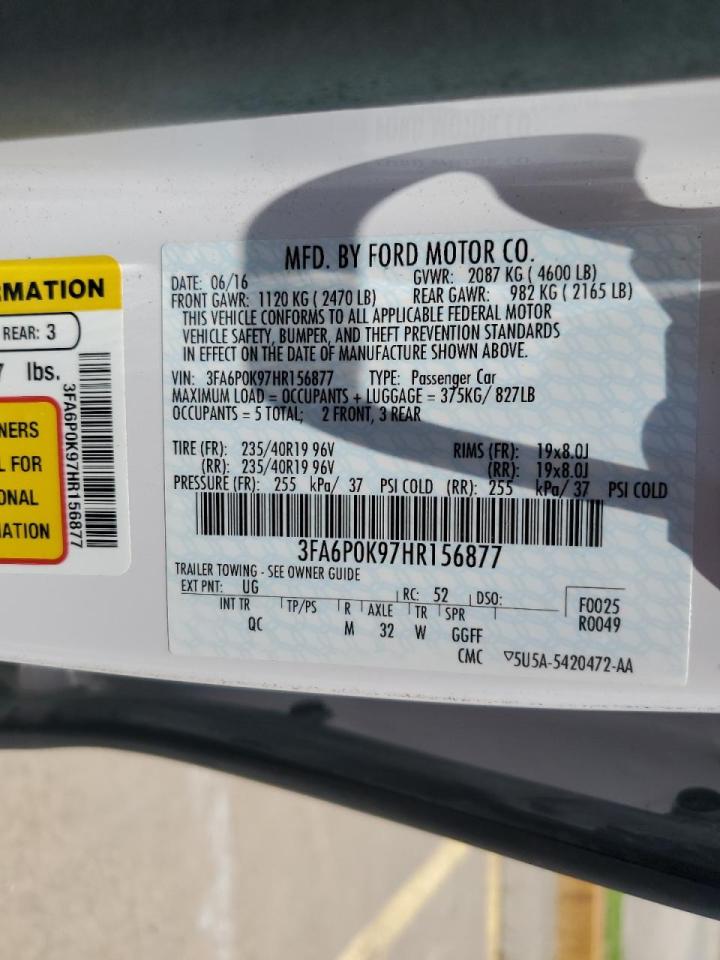 RMATION
REAR: 3
lbs.
NERS
L FOR
ONAL
MATION
3FA6P0K97HR156877
MFD. BY FORD MOTOR CO.
DATE: 06/16 GVWR: 2087 KG ( 4600 LB)
FRONT GAWR: 1120 KG ( 2470 LB) REAR GAWR: 982 KG ( 2165 LB)
THIS VEHICLE CONFORMS TO ALL APPLICABLE FEDERAL MOTOR
VEHICLE SAFETY, BUMPER, AND THEFT PREVENTION STANDARDS
IN EFFECT ON THE DATE OF MANUFACTURE SHOWN ABOVE.
VIN: 3FA6P0K97HR156877 TYPE: Passenger Car
MAXIMUM LOAD = OCCUPANTS + LUGGAGE = 375KG/ 827LB
OCCUPANTS = 5 TOTAL; 2 FRONT, 3 REAR
TIRE (FR): 235/40R19 96V RIMS (FR): 19x8.0J
(RR): 235/40R19 96V (RR): 19x8.0J
PRESSURE (FR): 255 kPa/ 37 PSI COLD (RR): 255 kPa/ 37 PSI COLD
3FA6P0K97HR156877
TRAILER TOWING - SEE OWNER GUIDE
EXT PNT: UG RC: 52 DSO: F0025
INT TR TP/PS R AXLE TR SPR R0049
QC M 32 W GGFF
CMC ▽5U5A-5420472-AA